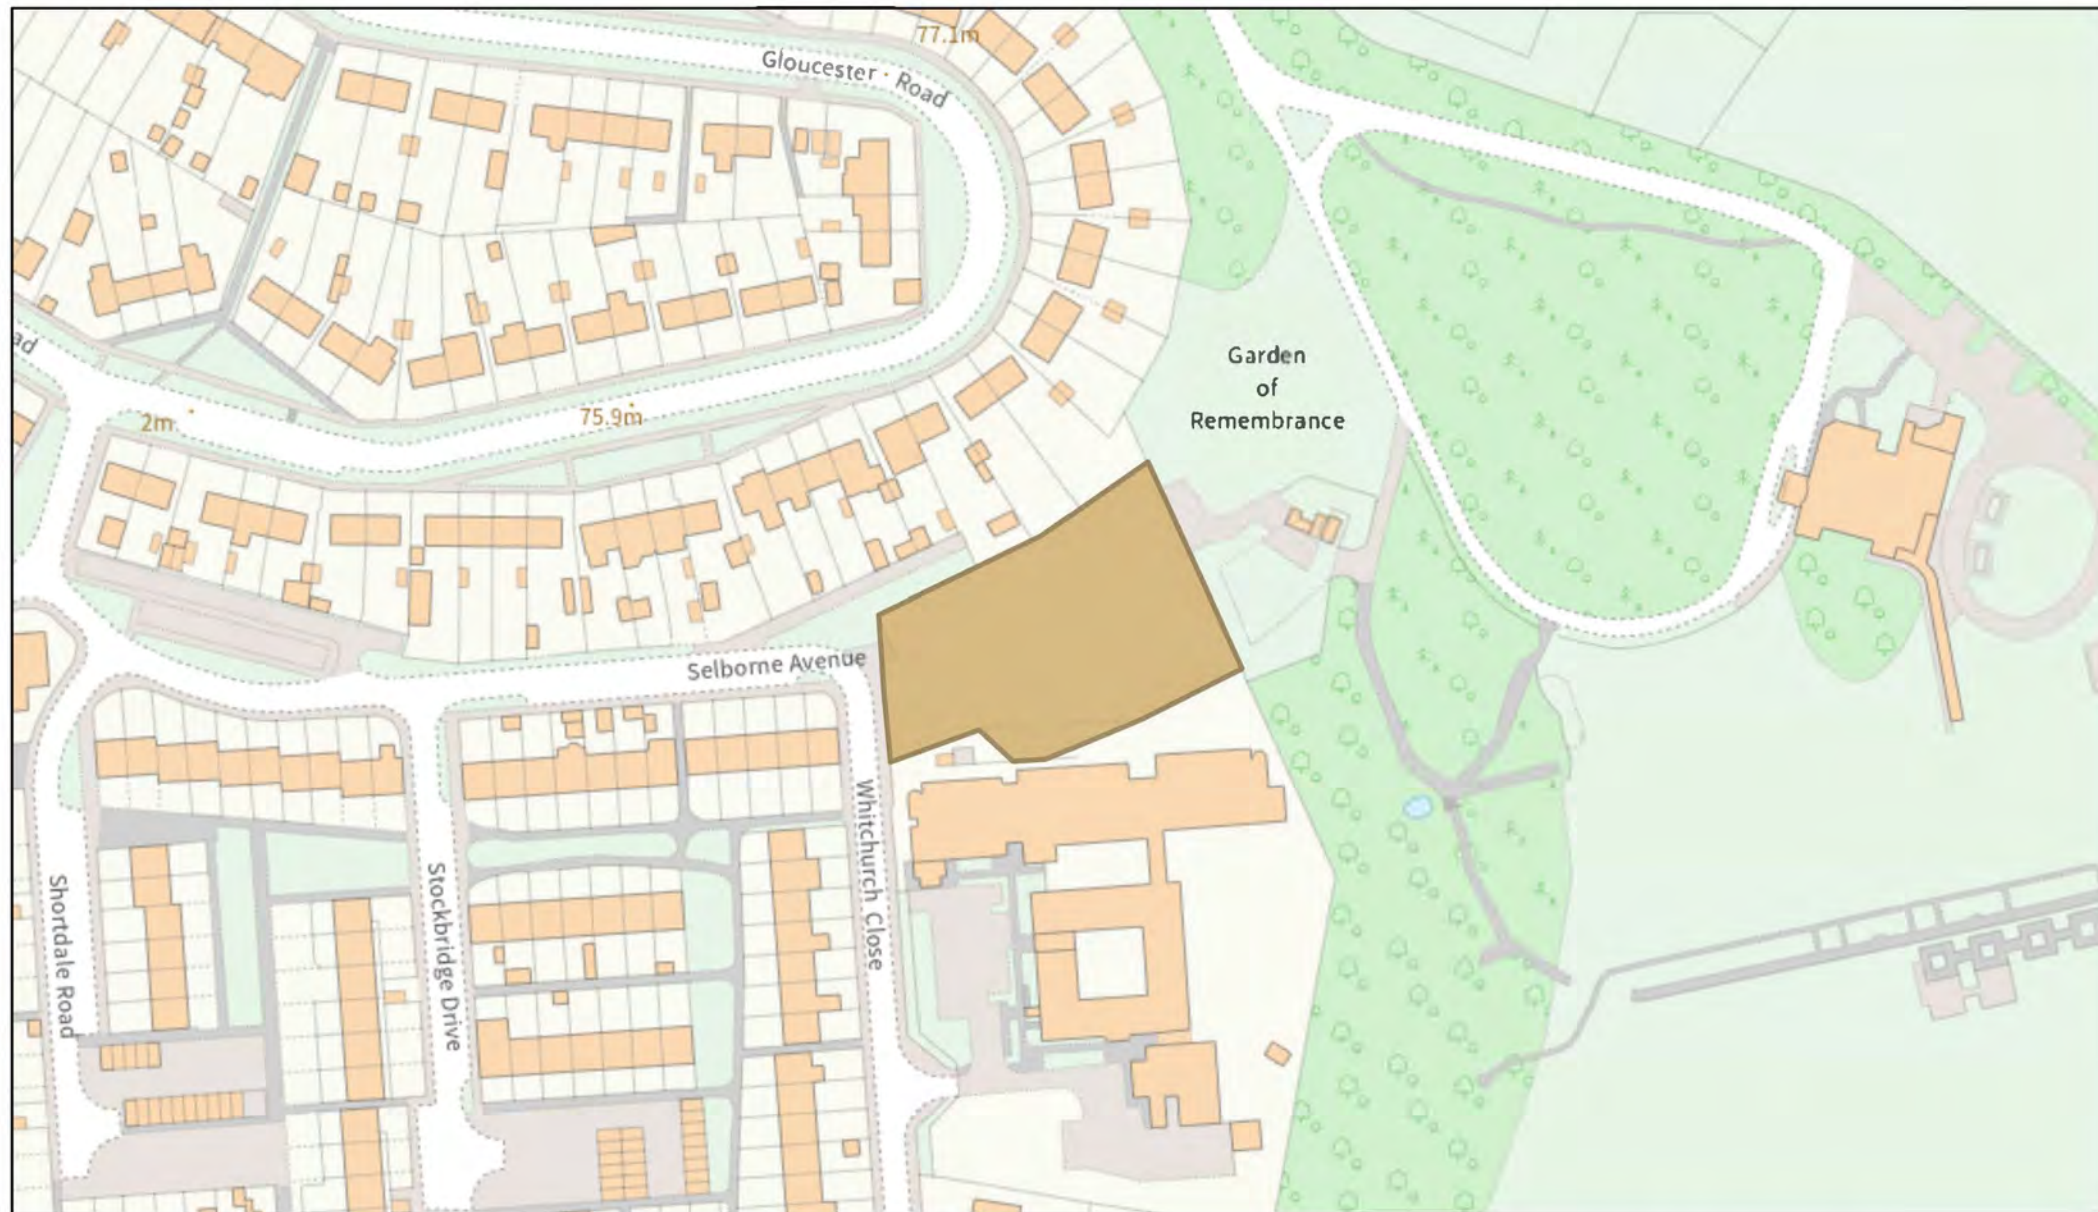 77.1m
Gloucester Road
Garden
of
Remembrance
ad
2m
75.9m
Selborne Avenue
Whitchurch Close
Stockbridge Drive
Shortdale Road